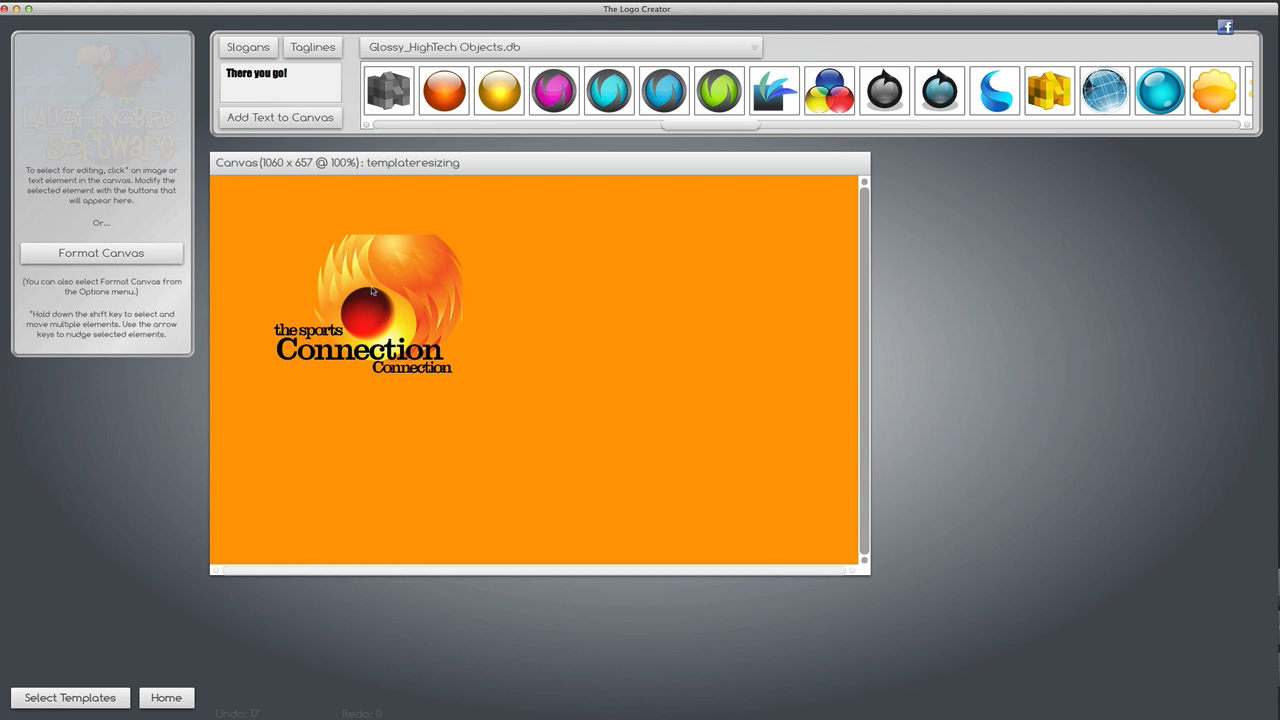 The Logo Creator
LAUGHINGBIRD
SOFTWARE
To select for editing, click* an image or
text element in the canvas. Modify the
selected element with the buttons that
will appear here.
Or...
Format Canvas
(You can also select Format Canvas from
the Options menu.)
*Hold down the shift key to select and
move multiple elements. Use the arrow
keys to nudge selected elements.
Slogans
Taglines
There you go!
Add Text to Canvas
Glossy_HighTech Objects.db
f
Canvas (1060 x 657 @ 100%) : templateresizing
the sports
Connection
Connection
Select Templates
Home
Undo: 17
Redo: 0